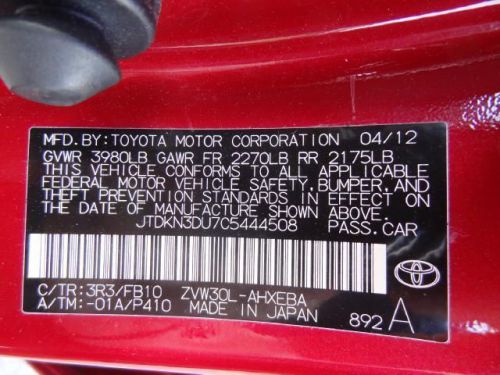 MFD. BY: TOYOTA MOTOR CORPORATION 04/12
GVWR 3980LB GAWR FR 2270LB RR 2175LB
THIS VEHICLE CONFORMS TO ALL APPLICABLE
FEDERAL MOTOR VEHICLE SAFETY, BUMPER, AND
THEFT PREVENTION STANDARDS IN EFFECT ON
THE DATE OF MANUFACTURE SHOWN ABOVE.
JTDKN3DU7C5444508 PASS. CAR
C/TR: 3R3/FB10 ZVW30L-AHXEBA
A/TM: -01A/P410 MADE IN JAPAN
892 A
TOYOTA